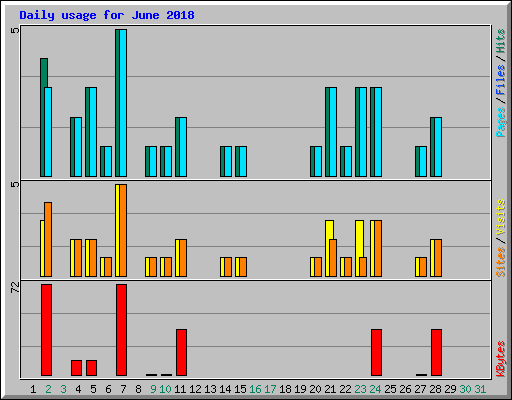 Daily usage for June 2018
5
Pages / Files / Hits
5
Sites / Visits
72
KBytes
1 2 3 4 5 6 7 8 9 10 11 12 13 14 15 16 17 18 19 20 21 22 23 24 25 26 27 28 29 30 31